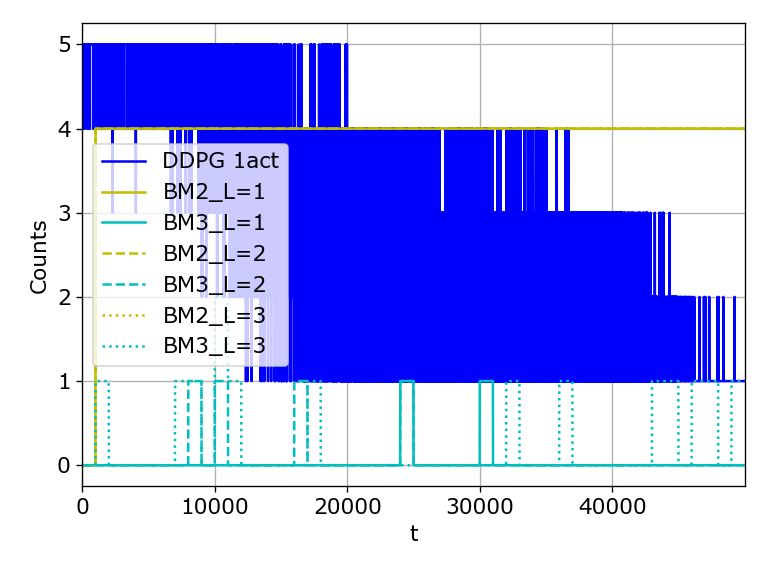 5
4
3
2
1
0
Counts
DDPG 1act
BM2_L=1
BM3_L=1
BM2_L=2
BM3_L=2
BM2_L=3
BM3_L=3
0 10000 20000 30000 40000
t